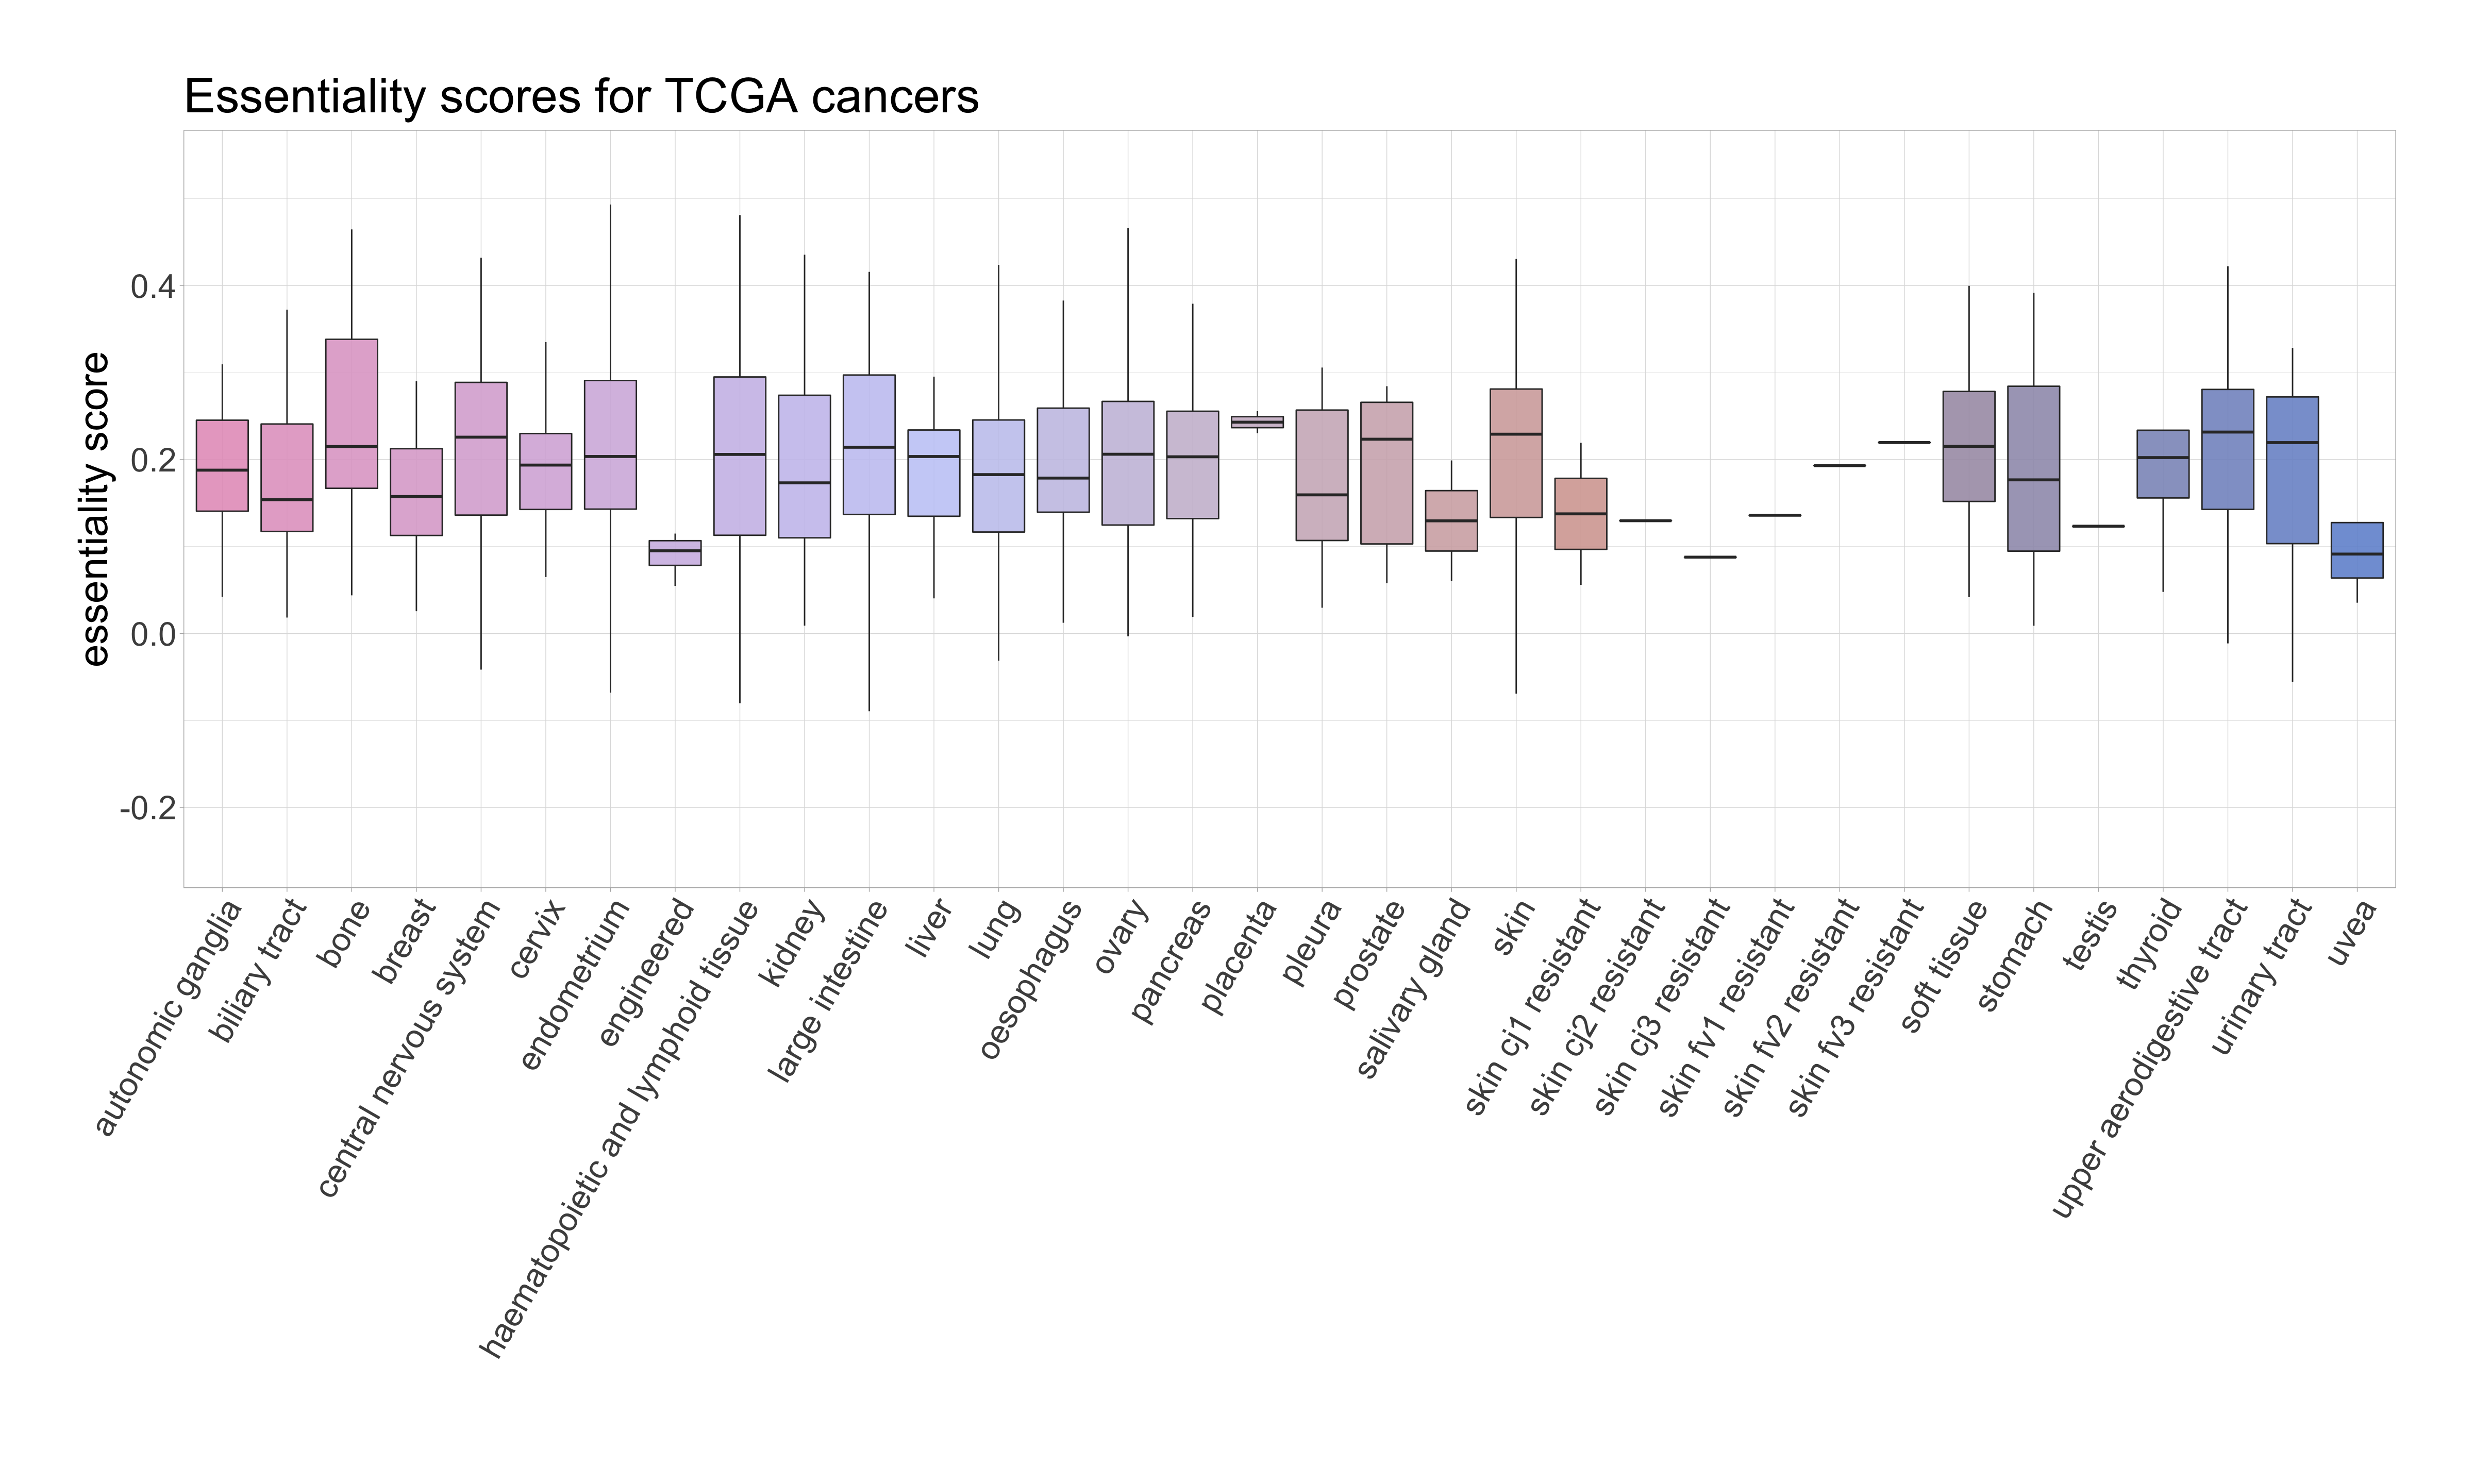 Essentiality scores for TCGA cancers
essentiality score
0.4
0.2
0.0
-0.2
autonomic ganglia
biliary tract
bone
breast
central nervous system
cervix
endometrium
engineered
haematopoietic and lymphoid tissue
kidney
large intestine
liver
lung
oesophagus
ovary
pancreas
placenta
pleura
prostate
salivary gland
skin
skin cj1 resistant
skin cj2 resistant
skin cj3 resistant
skin fv1 resistant
skin fv2 resistant
skin fv3 resistant
soft tissue
stomach
testis
thyroid
upper aerodigestive tract
urinary tract
uvea